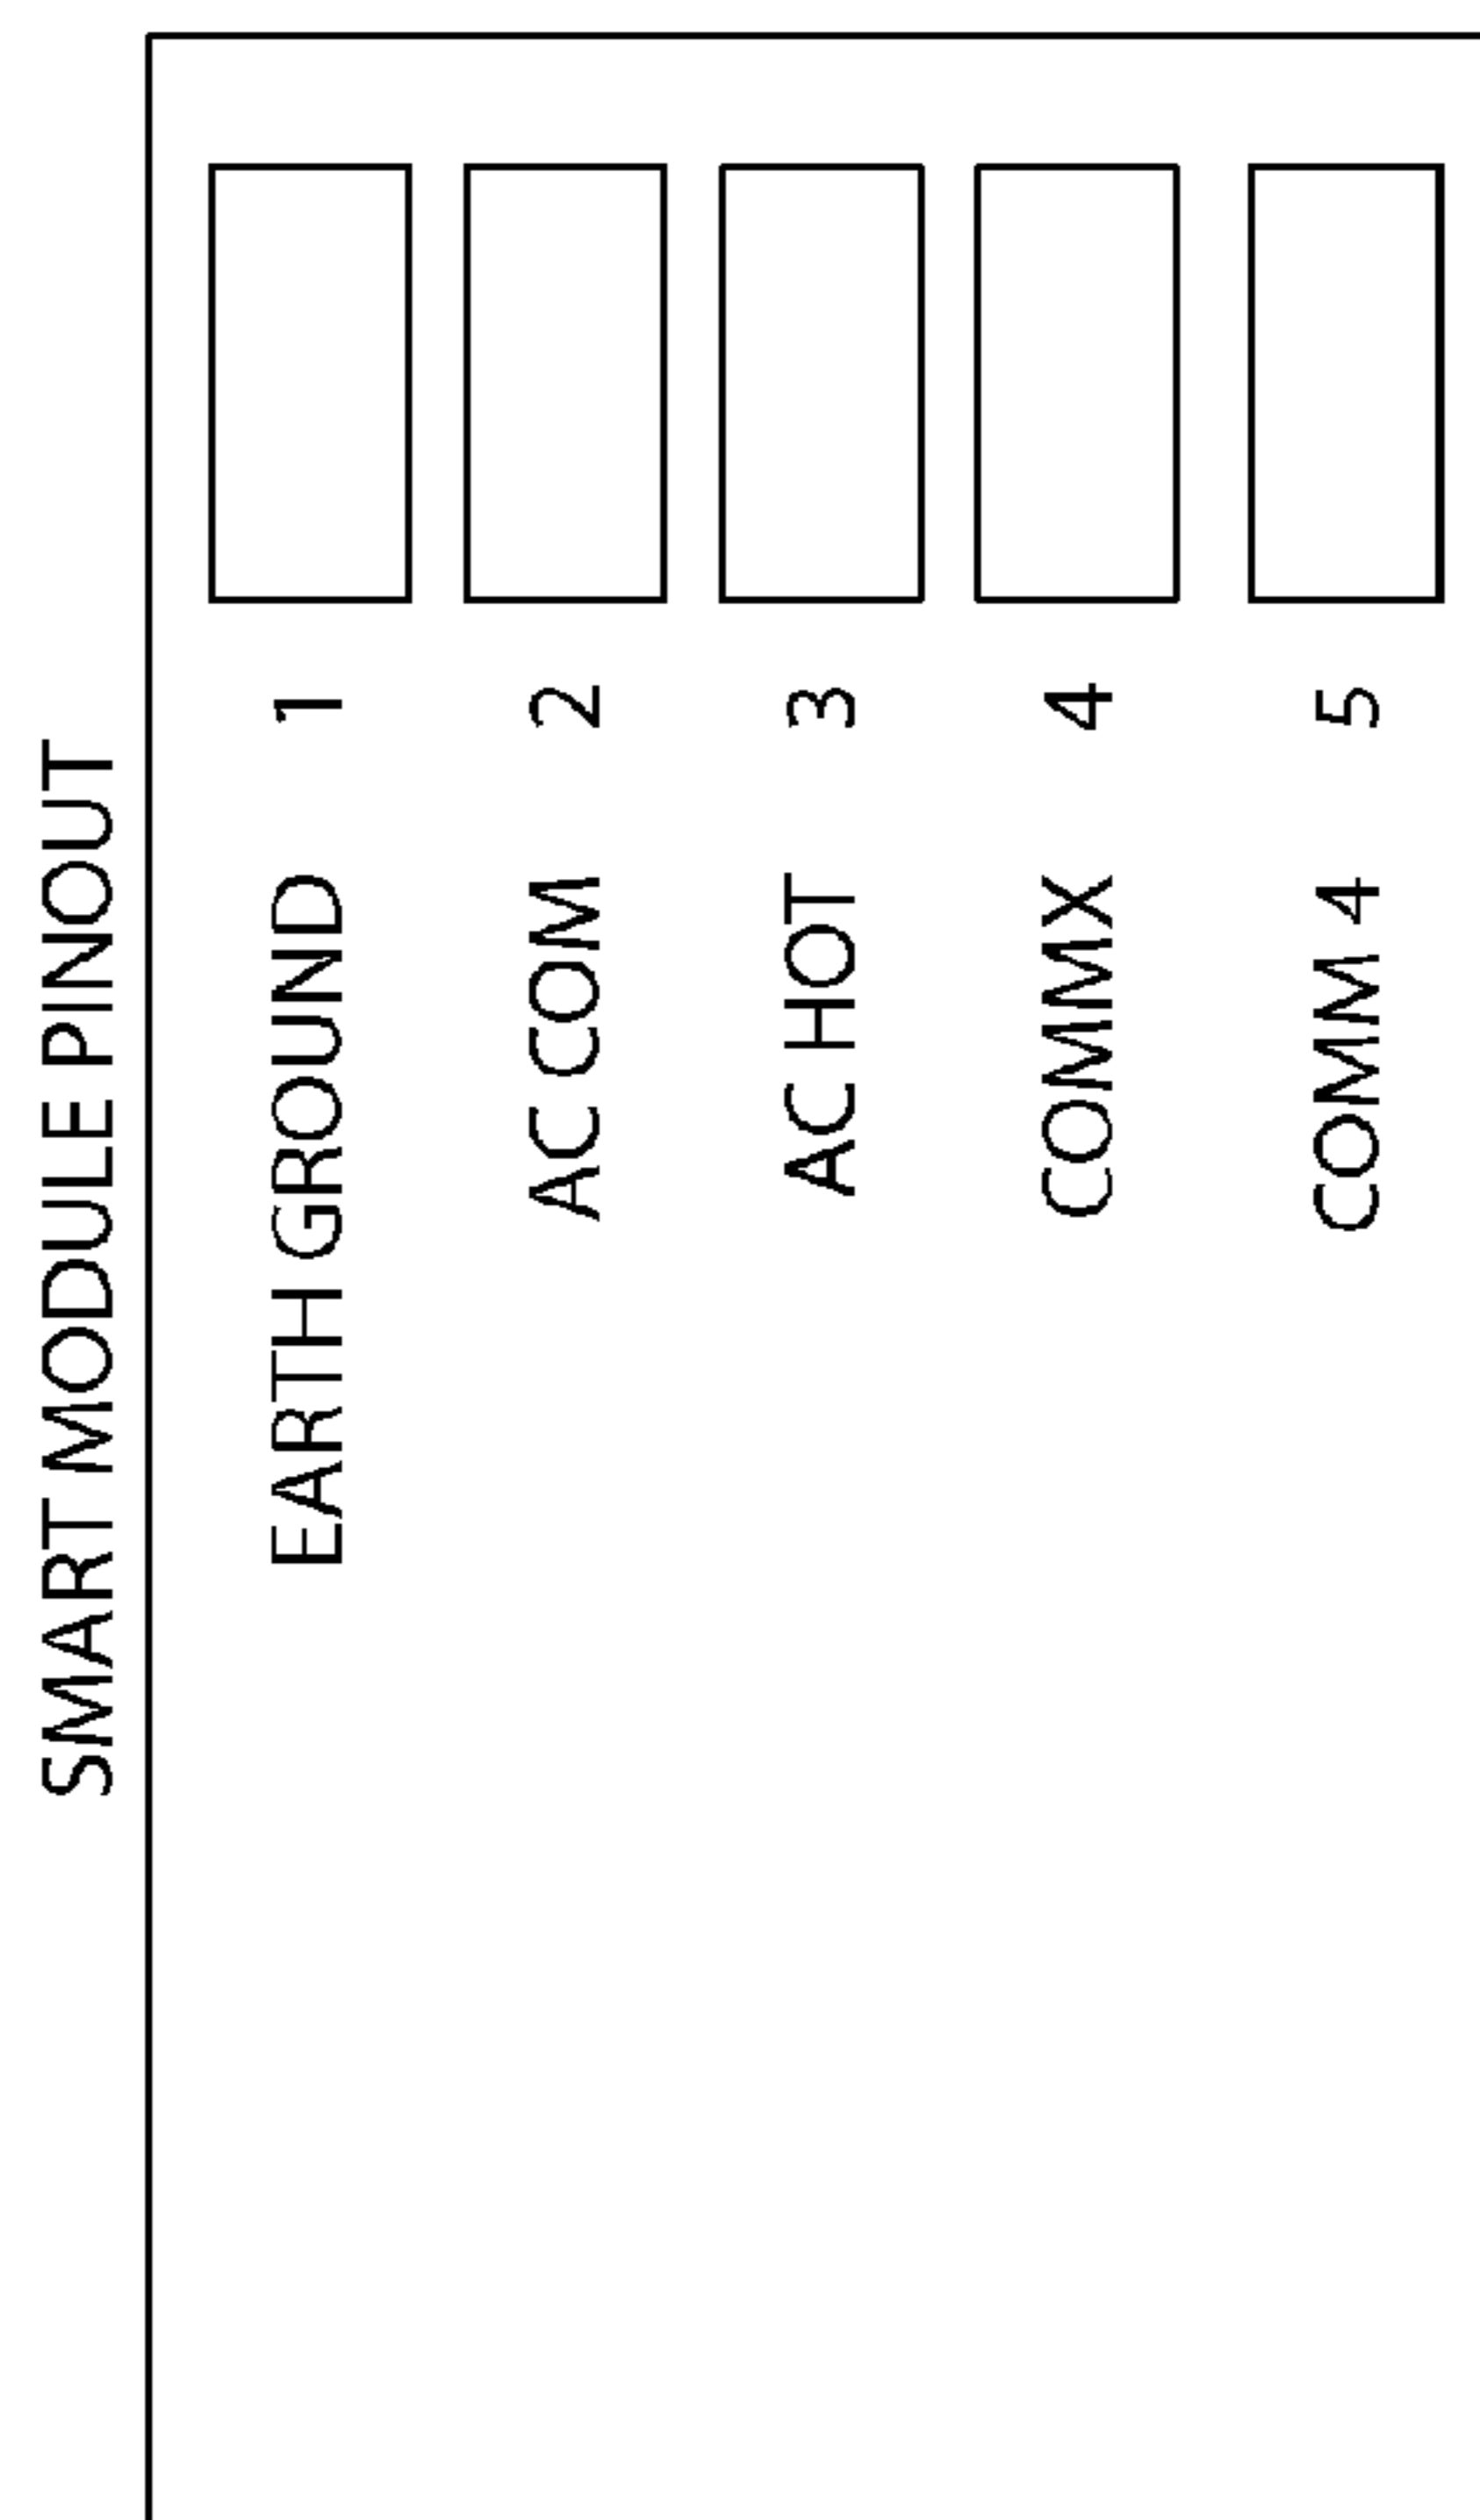 SMART MODULE PINOUT
EARTH GROUND 1
AC COM 2
AC HOT 3
COMMX 4
COMM 4 5